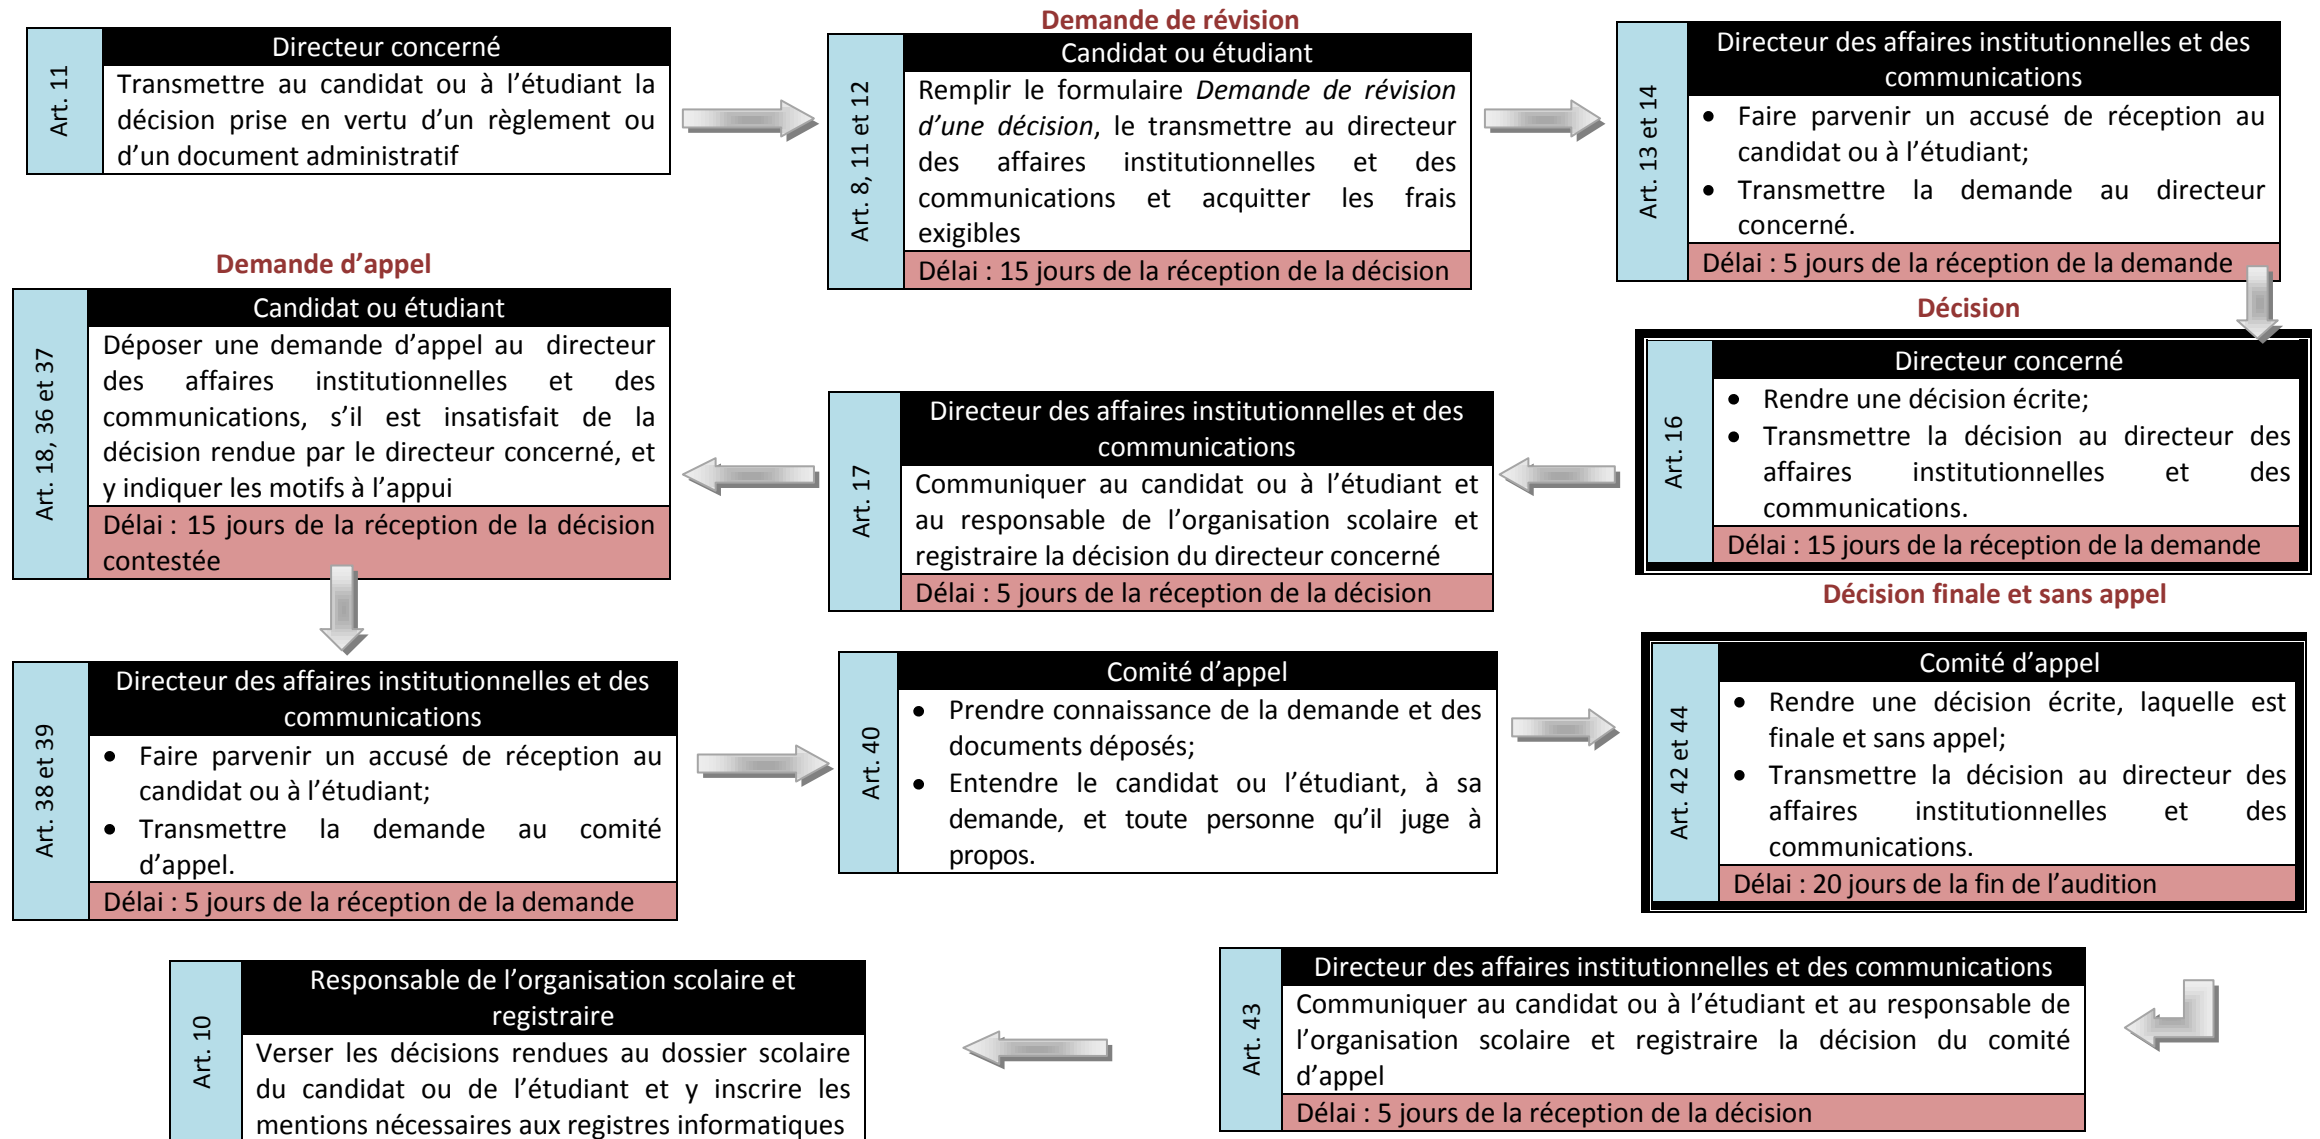 Art. 11
Directeur concerné
Transmettre au candidat ou à l’étudiant la
décision prise en vertu d’un règlement ou
d’un document administratif
Demande de révision
Art. 8, 11 et 12
Candidat ou étudiant
Remplir le formulaire Demande de révision
d’une décision, le transmettre au directeur
des affaires institutionnelles et des
communications et acquitter les frais
exigibles
Délai : 15 jours de la réception de la décision
Art. 13 et 14
Directeur des affaires institutionnelles et des
communications
• Faire parvenir un accusé de réception au
candidat ou à l’étudiant;
• Transmettre la demande au directeur
concerné.
Délai : 5 jours de la réception de la demande
Décision
Art. 16
Directeur concerné
• Rendre une décision écrite;
• Transmettre la décision au directeur des
affaires institutionnelles et des
communications.
Délai : 15 jours de la réception de la demande
Art. 17
Directeur des affaires institutionnelles et des
communications
Communiquer au candidat ou à l’étudiant et
au responsable de l’organisation scolaire et
registraire la décision du directeur concerné
Délai : 5 jours de la réception de la décision
Demande d’appel
Art. 18, 36 et 37
Candidat ou étudiant
Déposer une demande d’appel au directeur
des affaires institutionnelles et des
communications, s’il est insatisfait de la
décision rendue par le directeur concerné, et
y indiquer les motifs à l’appui
Délai : 15 jours de la réception de la décision
contestée
Art. 38 et 39
Directeur des affaires institutionnelles et des
communications
• Faire parvenir un accusé de réception au
candidat ou à l’étudiant;
• Transmettre la demande au comité
d’appel.
Délai : 5 jours de la réception de la demande
Art. 40
Comité d’appel
• Prendre connaissance de la demande et des
documents déposés;
• Entendre le candidat ou l’étudiant, à sa
demande, et toute personne qu’il juge à
propos.
Décision finale et sans appel
Art. 42 et 44
Comité d’appel
• Rendre une décision écrite, laquelle est
finale et sans appel;
• Transmettre la décision au directeur des
affaires institutionnelles et des
communications.
Délai : 20 jours de la fin de l’audition
Art. 43
Directeur des affaires institutionnelles et des communications
Communiquer au candidat ou à l’étudiant et au responsable de
l’organisation scolaire et registraire la décision du comité
d’appel
Délai : 5 jours de la réception de la décision
Art. 10
Responsable de l’organisation scolaire et
registraire
Verser les décisions rendues au dossier scolaire
du candidat ou de l’étudiant et y inscrire les
mentions nécessaires aux registres informatiques